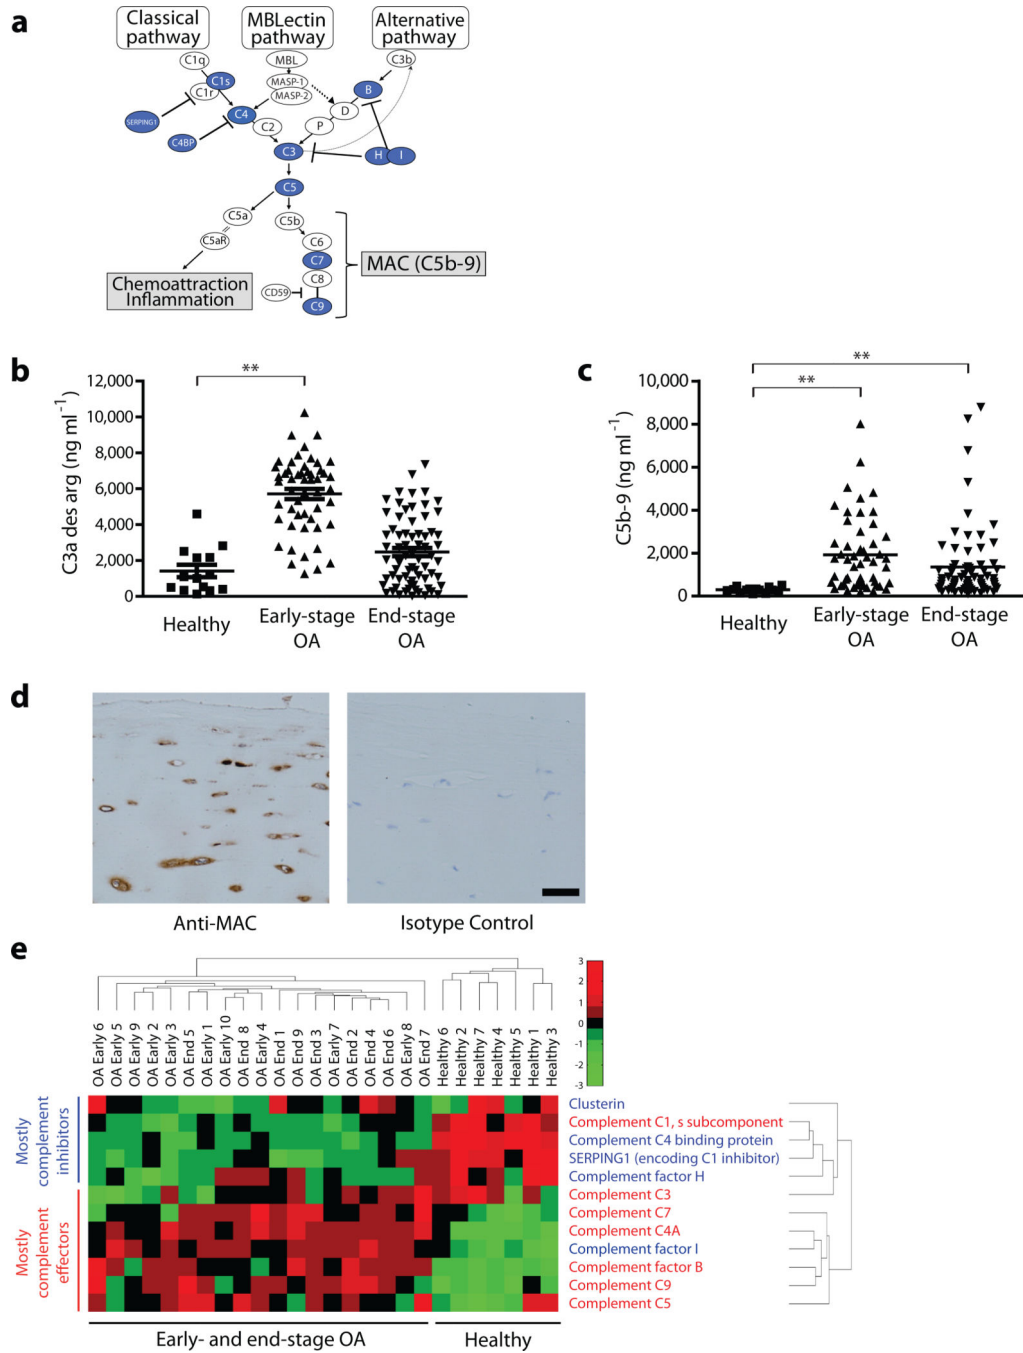 a
Classical
pathway
MBLectin
pathway
Alternative
pathway
C1q
MBL
C3b
C1s
C1r
MASP-1
MASP-2
B
SERPING1
C4
D
C4BP
C2
P
C3
H
I
C5
C5a
C5b
C5aR
C6
C7
MAC (C5b-9)
C8
Chemoattraction
Inflammation
CD59
C9
b
**
C3a des arg (ng ml⁻¹)
12,000
10,000
8,000
6,000
4,000
2,000
0
Healthy
Early-stage
OA
End-stage
OA
c
**
**
C5b-9 (ng ml⁻¹)
10,000
8,000
6,000
4,000
2,000
0
Healthy
Early-stage
OA
End-stage
OA
d
Anti-MAC
Isotype Control
e
3
2
1
0
-1
-2
-3
OA Early 6
OA Early 5
OA Early 9
OA Early 2
OA Early 3
OA End 5
OA Early 1
OA Early 10
OA End 8
OA Early 4
OA End 1
OA End 9
OA End 3
OA Early 7
OA End 2
OA End 4
OA End 6
OA Early 8
OA End 7
Healthy 6
Healthy 2
Healthy 7
Healthy 4
Healthy 5
Healthy 1
Healthy 3
Mostly
complement
inhibitors
Mostly
complement
effectors
Clusterin
Complement C1, s subcomponent
Complement C4 binding protein
SERPING1 (encoding C1 inhibitor)
Complement factor H
Complement C3
Complement C7
Complement C4A
Complement factor I
Complement factor B
Complement C9
Complement C5
Early- and end-stage OA
Healthy